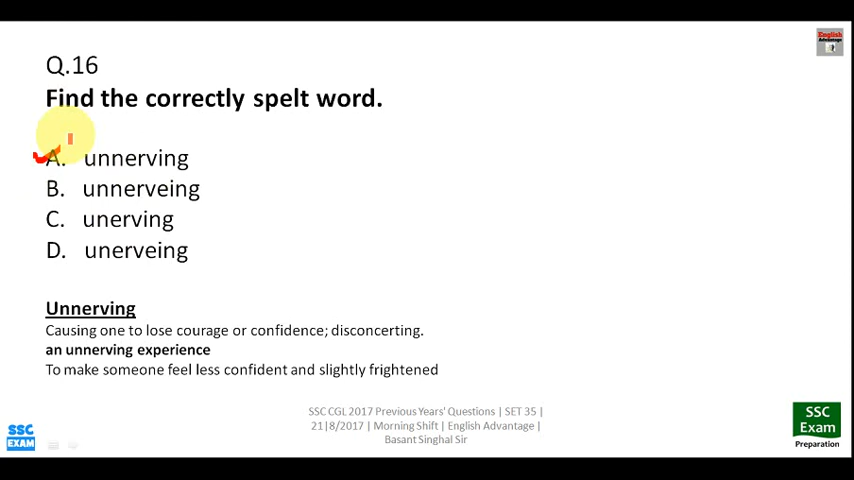 English
Advantage
Q.16
Find the correctly spelt word.
A. unnerving
B. unnerveing
C. unerving
D. unerveing
Unnerving
Causing one to lose courage or confidence; disconcerting.
an unnerving experience
To make someone feel less confident and slightly frightened
SSC CGL 2017 Previous Years' Questions | SET 35 |
21|8/2017 | Morning Shift | English Advantage |
Basant Singhal Sir
SSC
EXAM
SSC
Exam
Preparation